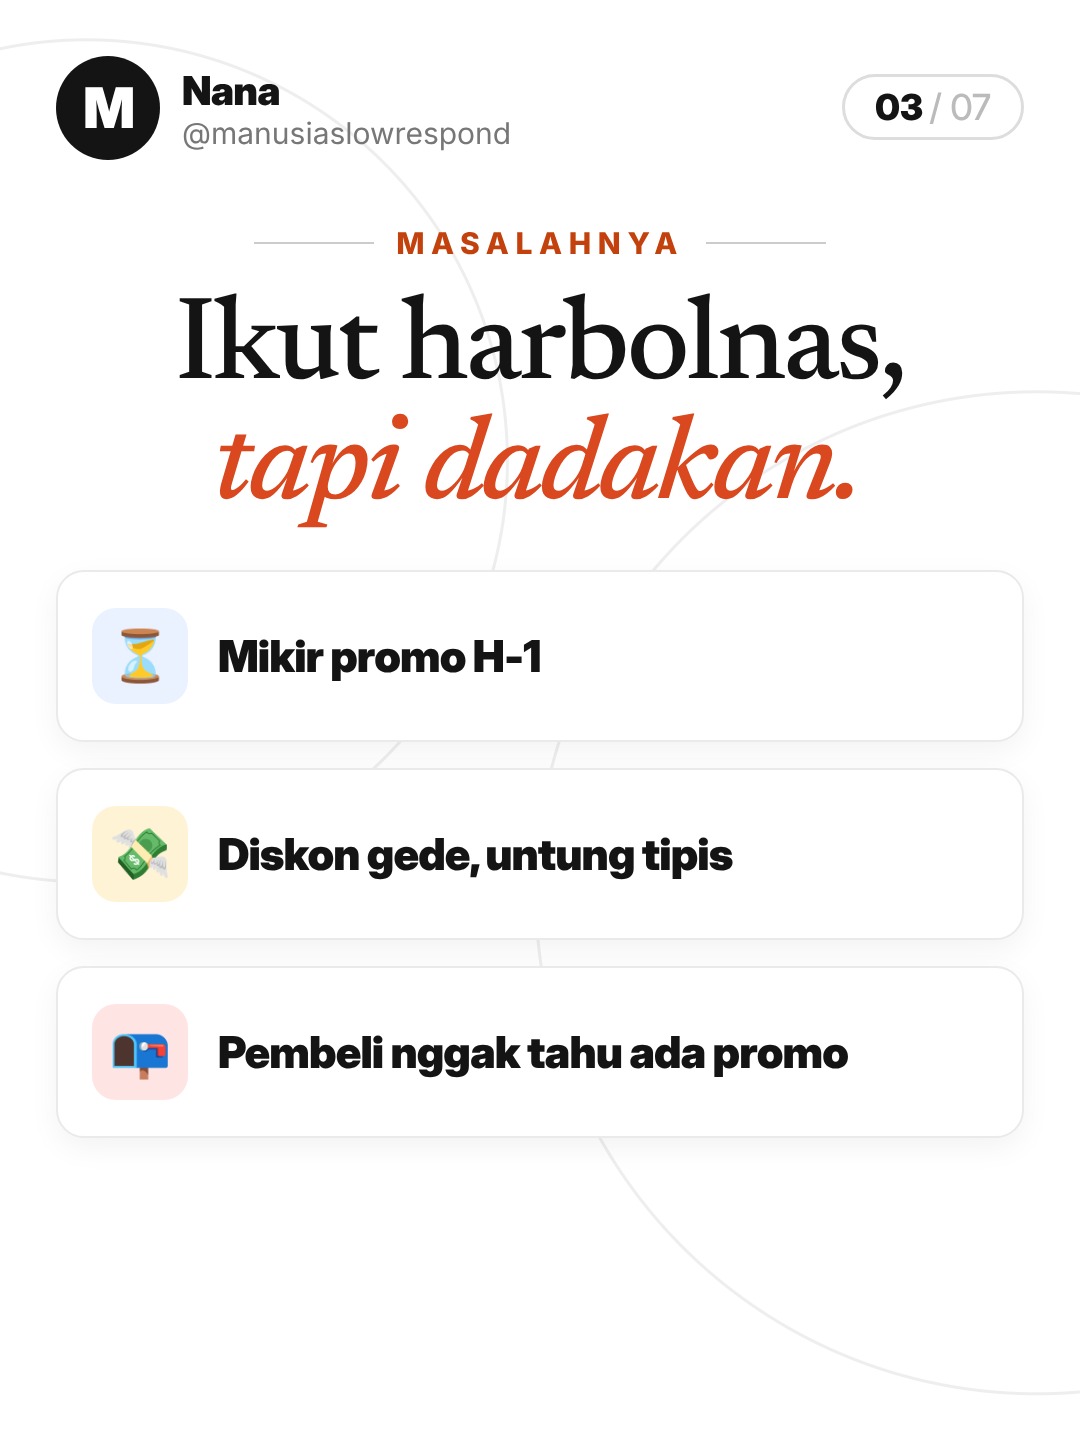 M
Nana
@manusiaslowrespond
03 / 07
MASALAHNYA
Ikut harbolnas,
tapi dadakan.
Mikir promo H-1
Diskon gede, untung tipis
Pembeli nggak tahu ada promo